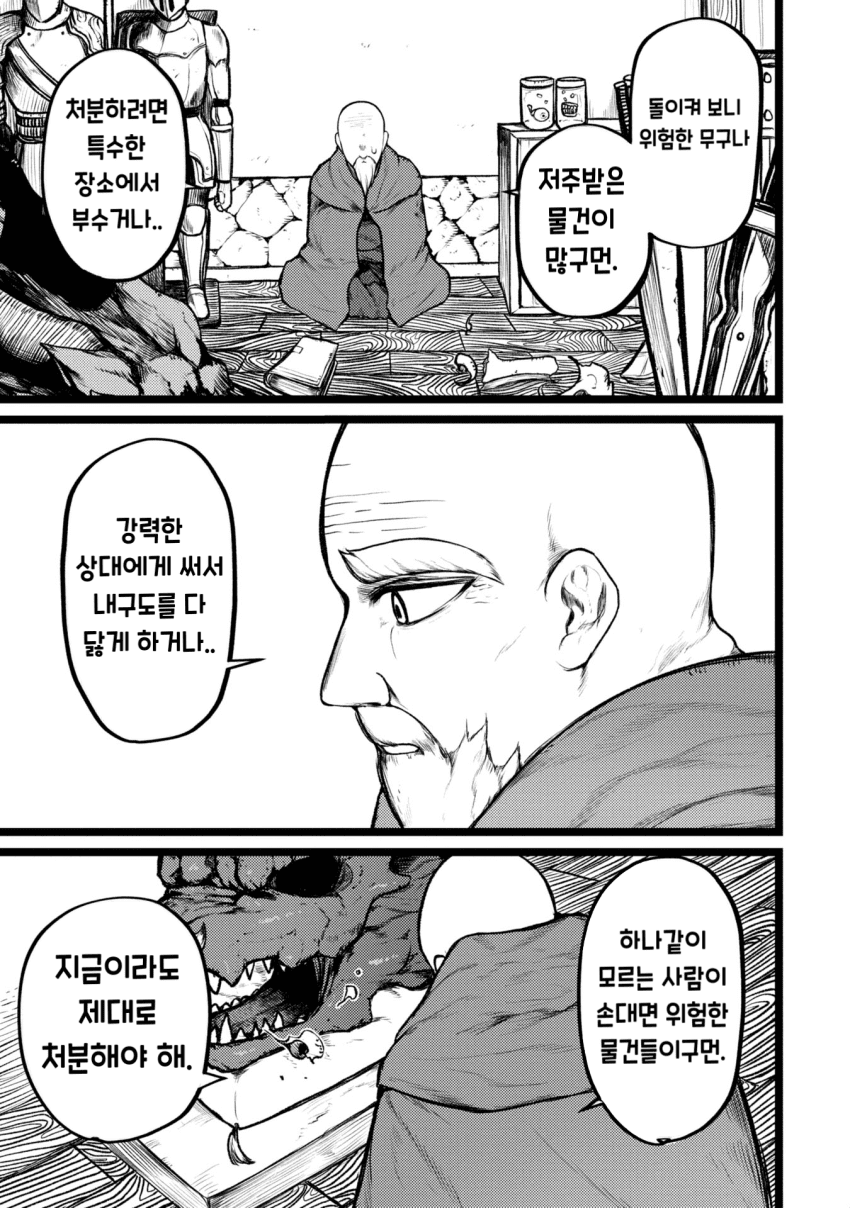 돌이켜 보니
위험한 무구나
저주받은
물건이
많구먼.
처분하려면
특수한
장소에서
부수거나..
강력한
상대에게 써서
내구도를 다
닳게 하거나..
하나같이
모르는 사람이
손대면 위험한
물건들이구먼.
지금이라도
제대로
처분해야 해.